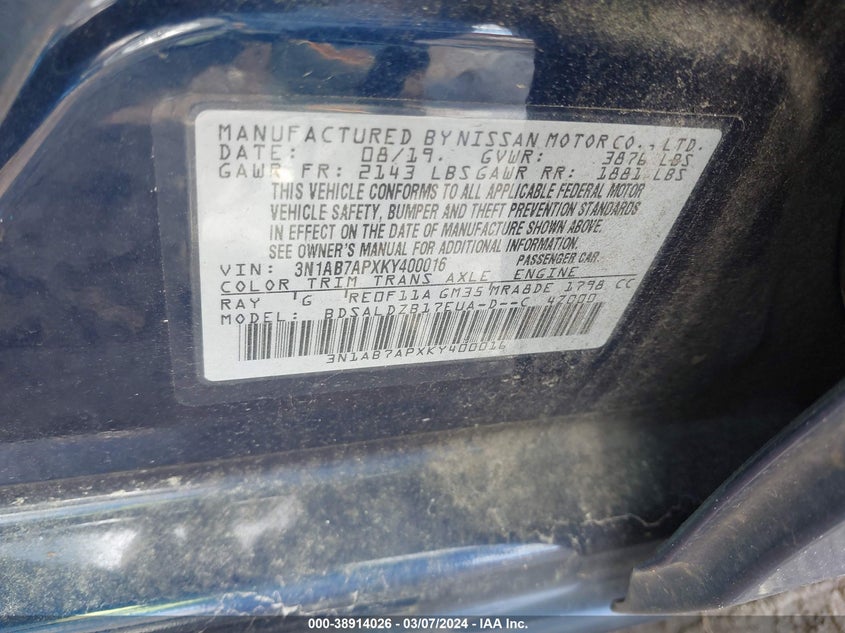 MANUFACTURED BY NISSAN MOTOR CO., LTD.
DATE: 08/19. GVWR: 3876 LBS
GAWR FR: 2143 LBS GAWR RR: 1881 LBS
THIS VEHICLE CONFORMS TO ALL APPLICABLE FEDERAL MOTOR
VEHICLE SAFETY, BUMPER AND THEFT PREVENTION STANDARDS
IN EFFECT ON THE DATE OF MANUFACTURE SHOWN ABOVE.
SEE OWNER'S MANUAL FOR ADDITIONAL INFORMATION.
VIN: 3N1AB7APXKY400016 PASSENGER CAR
COLOR TRIM TRANS AXLE ENGINE
RAY G RE0F11A GM35 MRA8DE 1798 CC
MODEL: BDSALDZB17EUA-D--C 47000
3N1AB7APXKY400016
000-38914026 - 03/07/2024 - IAA Inc.